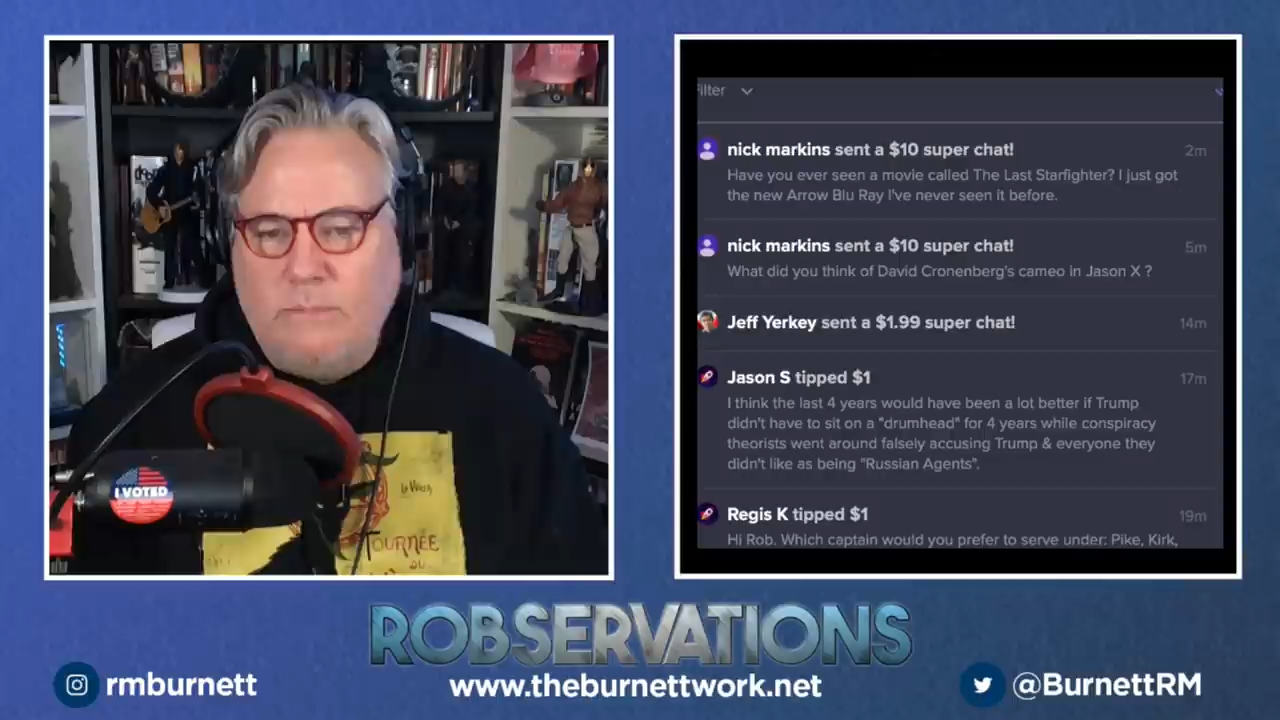 ilter
nick markins sent a $10 super chat!
2m
Have you ever seen a movie called The Last Starfighter? I just got
the new Arrow Blu Ray I've never seen it before.
nick markins sent a $10 super chat!
5m
What did you think of David Cronenberg's cameo in Jason X ?
Jeff Yerkey sent a $1.99 super chat!
14m
Jason S tipped $1
17m
I think the last 4 years would have been a lot better if Trump
didn't have to sit on a "drumhead" for 4 years while conspiracy
theorists went around falsely accusing Trump & everyone they
didn't like as being "Russian Agents".
Regis K tipped $1
19m
Hi Rob. Which captain would you prefer to serve under: Pike, Kirk,
I VOTED
TOURNÉE
DU
ROBSERVATIONS
rmburnett
www.theburnettwork.net
@BurnettRM